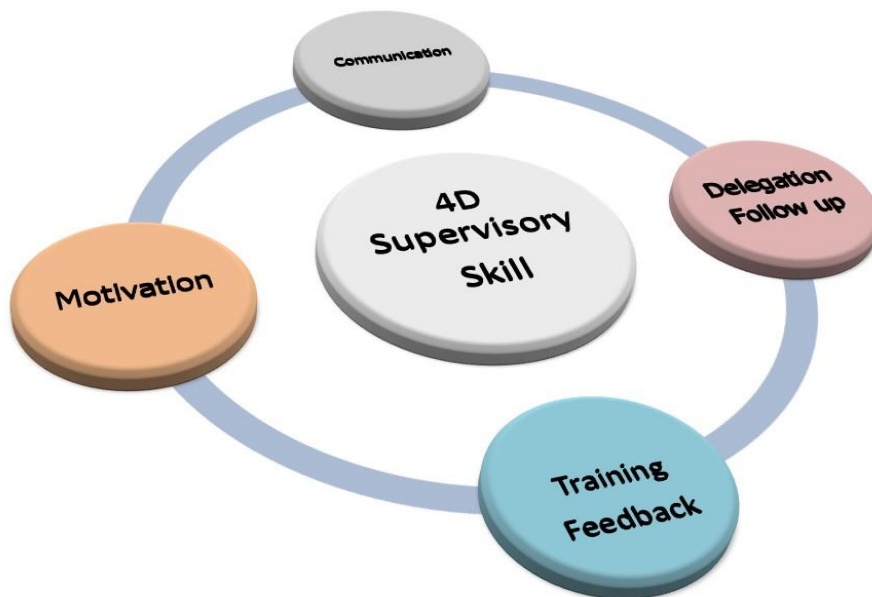 Communication
4D
Supervisory
Skill
Delegation
Follow up
Motivation
Training
Feedback